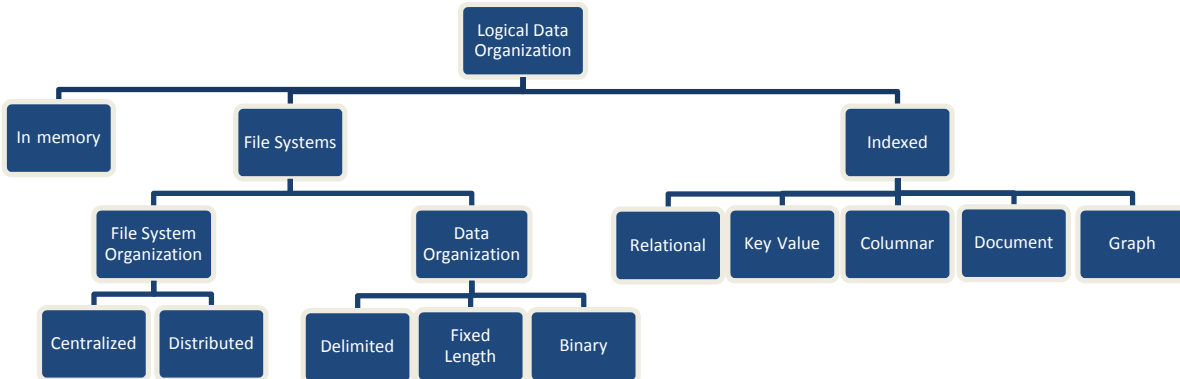 Logical Data
Organization
In memory
File Systems
Indexed
File System
Organization
Data
Organization
Relational
Key Value
Columnar
Document
Graph
Centralized
Distributed
Delimited
Fixed
Length
Binary